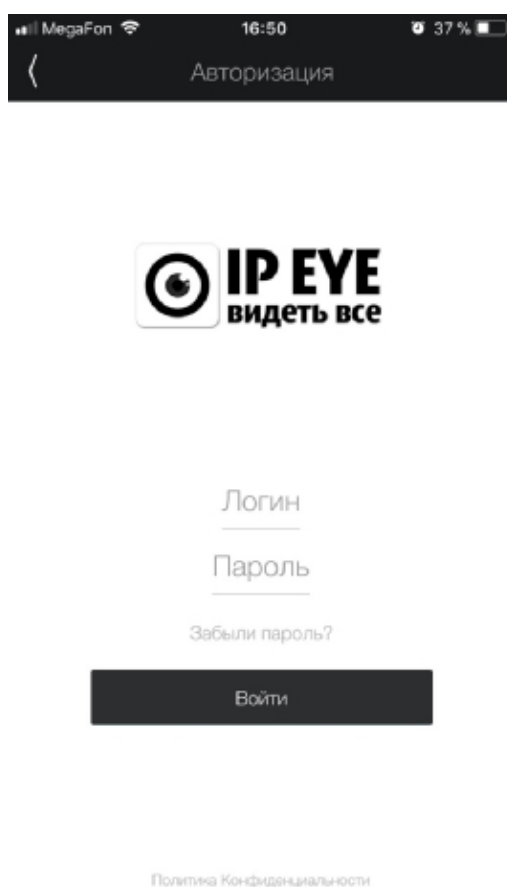 MegaFon 16:50 37 %
Авторизация
IP EYE
видеть все
Логин
Пароль
Забыли пароль?
Войти
Политика Конфиденциальности